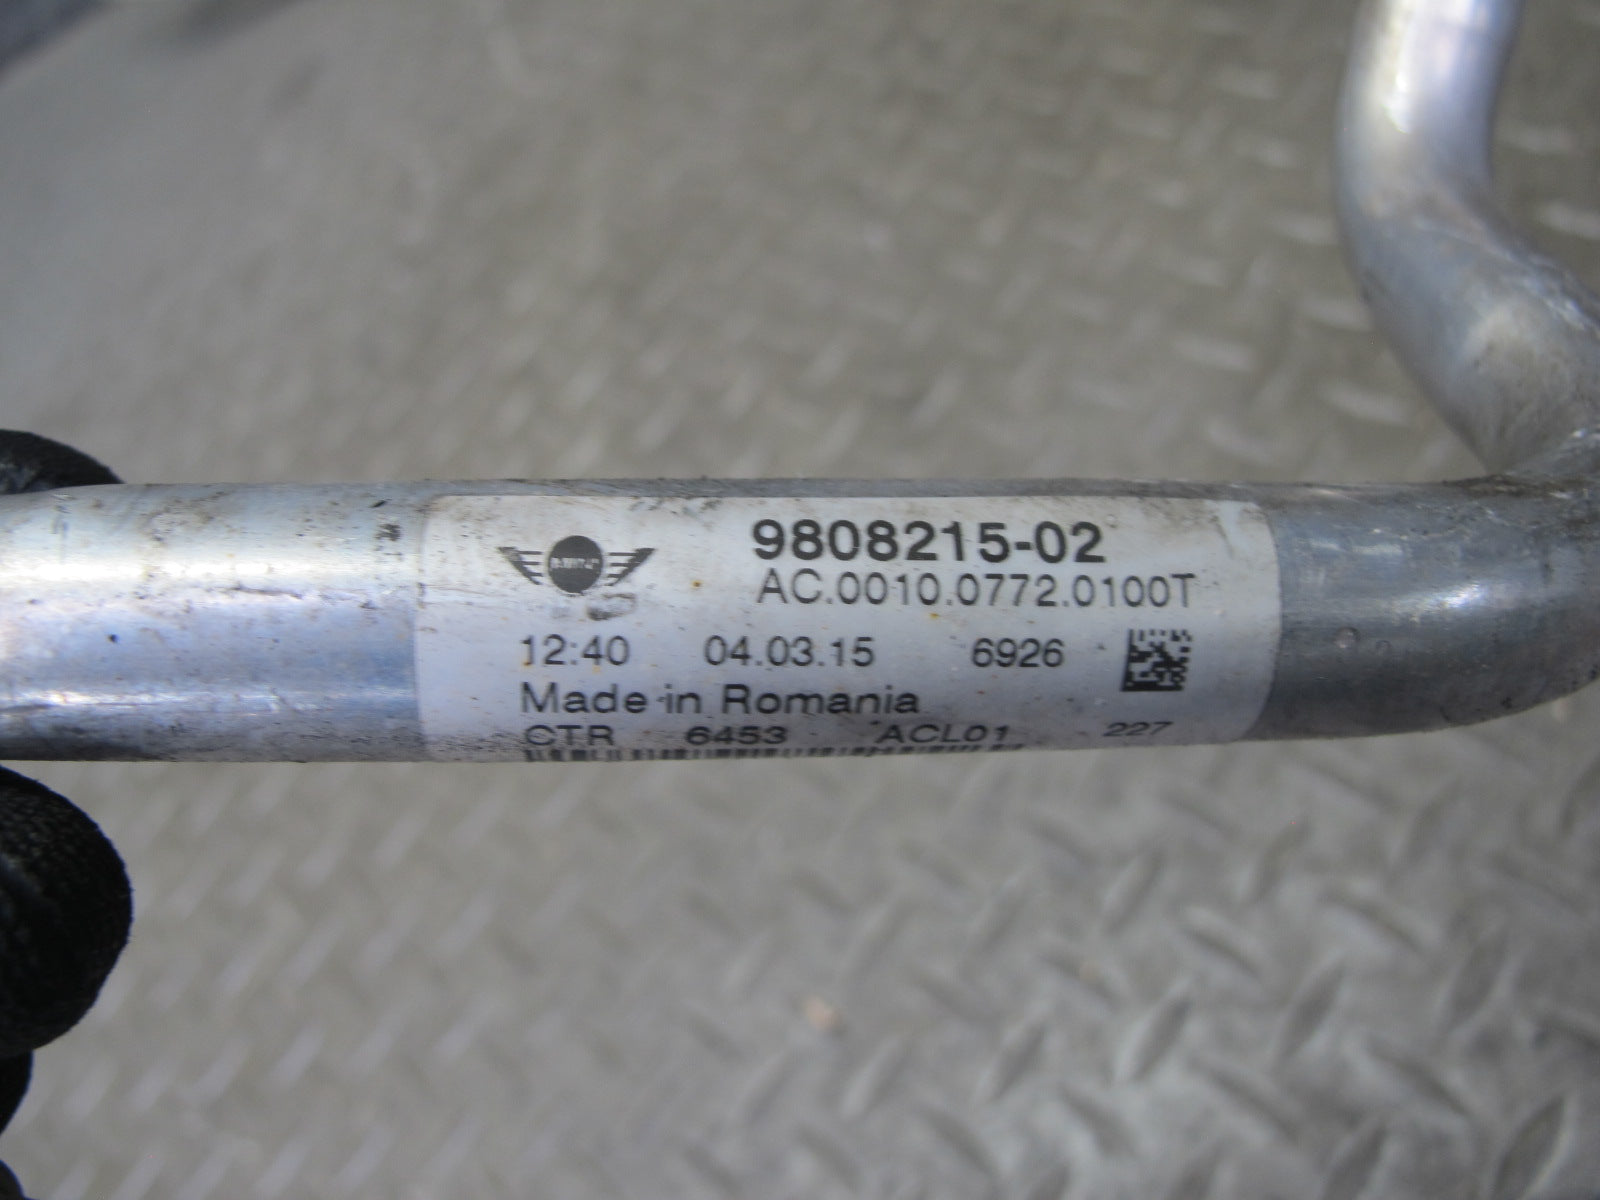 9808215-02
AC.0010.0772.0100T
12:40 04.03.15 6926
Made in Romania
CTR 6453 ACL01 227